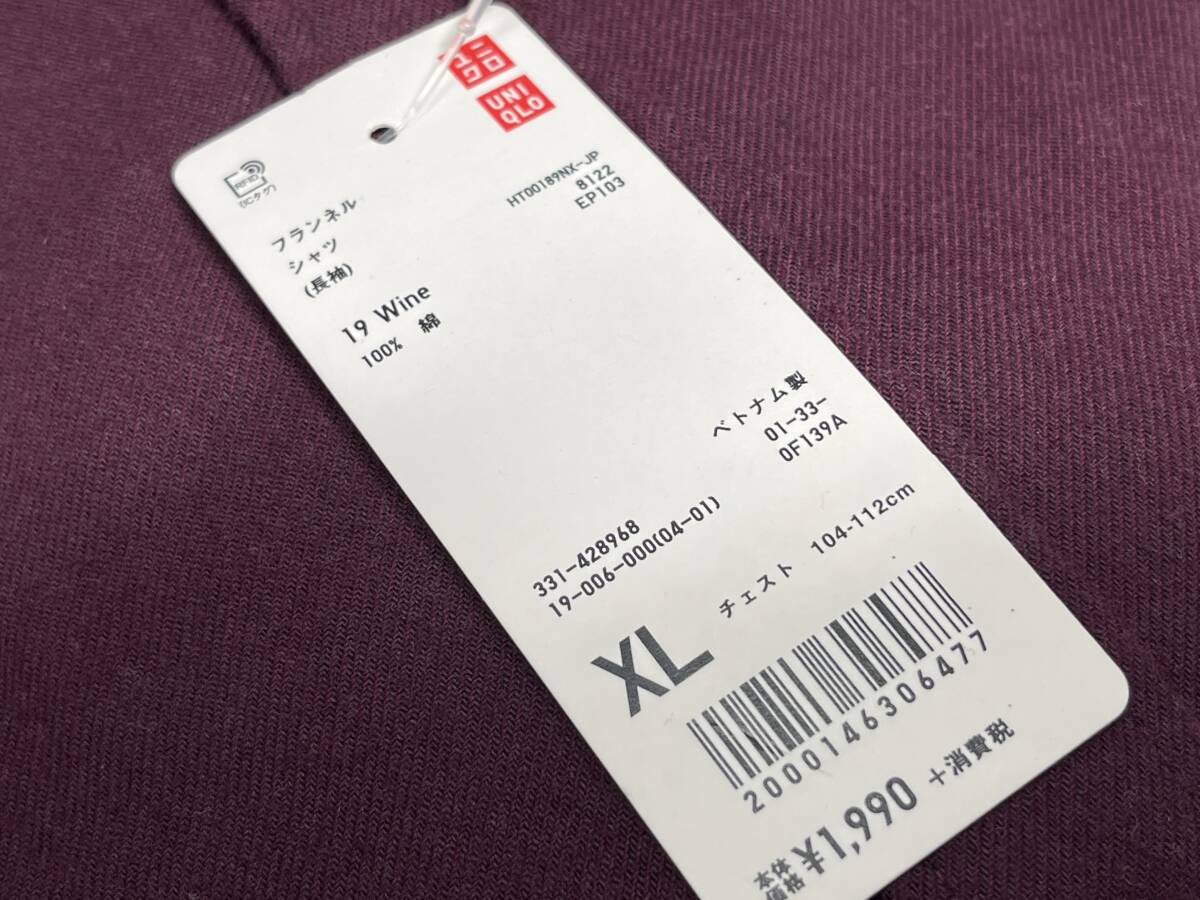 ユニ
クロ
UNI
QLO
RFID
(ICタグ)
HT00189NX-JP
8122
EP103
フランネル
シャツ
(長袖)
19 Wine
100% 綿
ベトナム製
01-33-
0F139A
331-428968
19-006-000(04-01)
XL チェスト 104-112cm
2000146306477
本体
価格 ¥1,990 +消費税